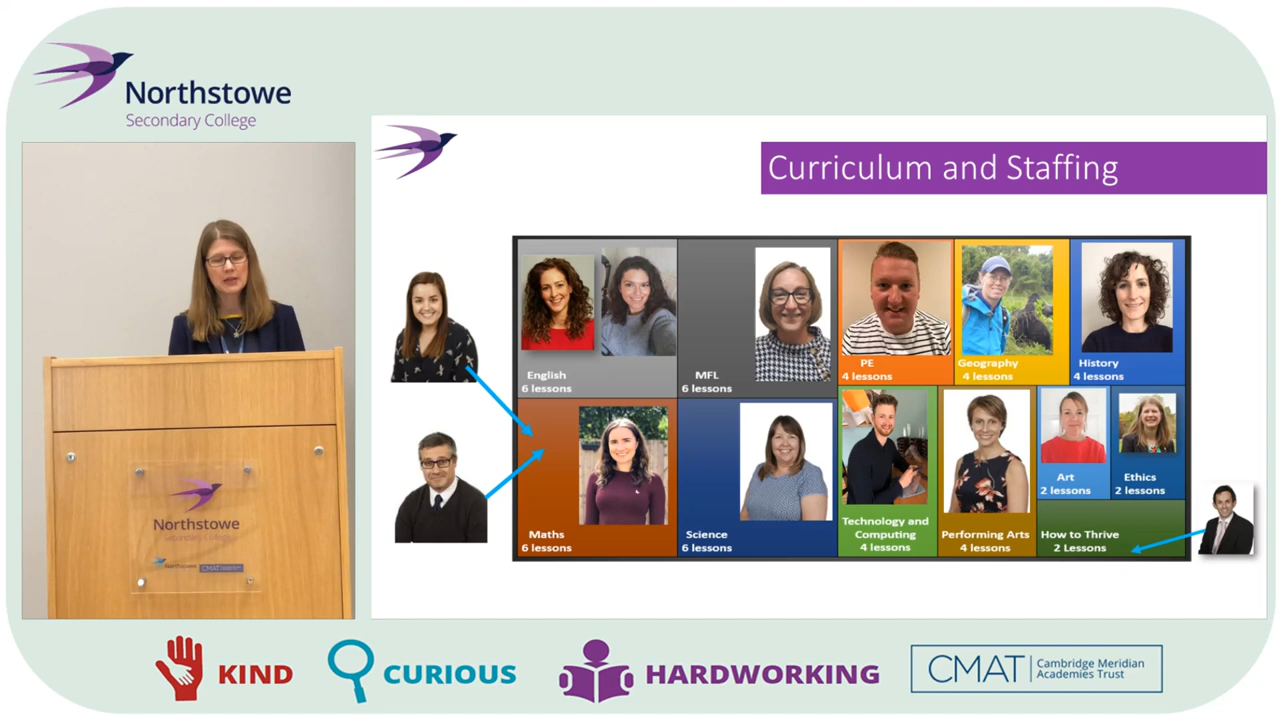 Northstowe
Secondary College
Curriculum and Staffing
English
6 lessons
MFL
6 lessons
PE
4 lessons
Geography
4 lessons
History
4 lessons
Maths
6 lessons
Science
6 lessons
Technology and
Computing
4 lessons
Performing Arts
4 lessons
Art
2 lessons
Ethics
2 lessons
How to Thrive
2 Lessons
Northstowe
Secondary College
Northstowe
CMAT
KIND
CURIOUS
HARDWORKING
CMAT
Cambridge Meridian
Academies Trust